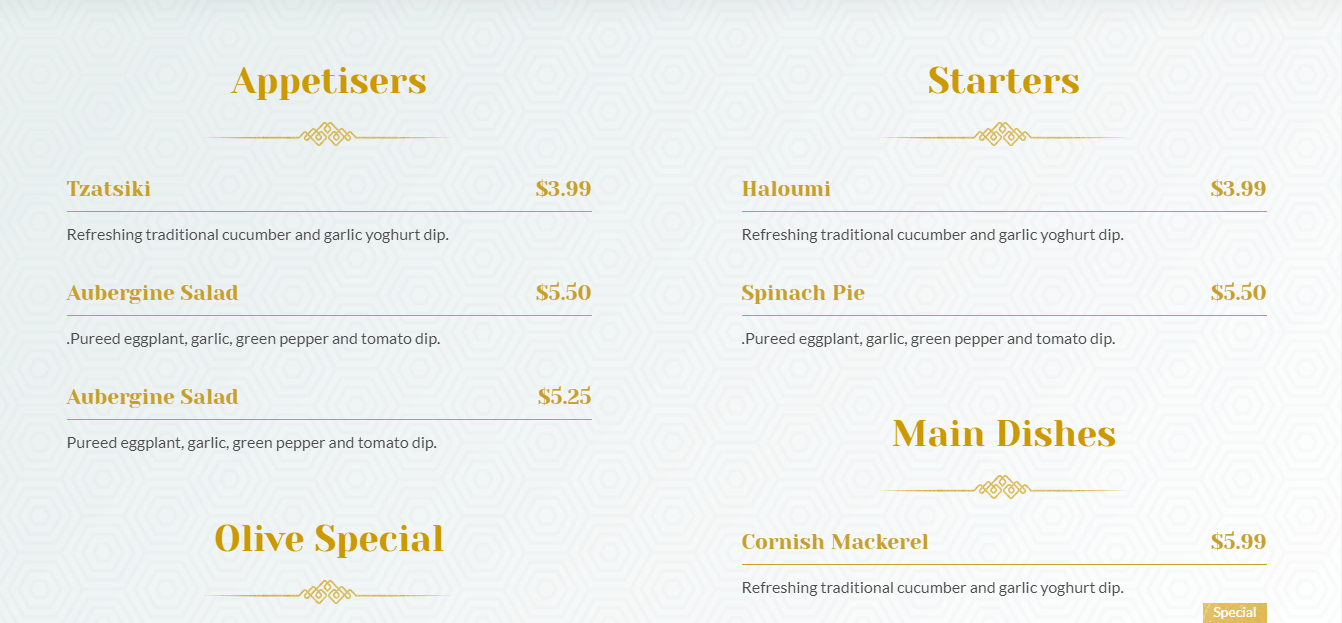 Appetisers
Tzatsiki $3.99
Refreshing traditional cucumber and garlic yoghurt dip.
Aubergine Salad $5.50
.Pureed eggplant, garlic, green pepper and tomato dip.
Aubergine Salad $5.25
Pureed eggplant, garlic, green pepper and tomato dip.
Olive Special
Starters
Haloumi $3.99
Refreshing traditional cucumber and garlic yoghurt dip.
Spinach Pie $5.50
.Pureed eggplant, garlic, green pepper and tomato dip.
Main Dishes
Cornish Mackerel $5.99
Refreshing traditional cucumber and garlic yoghurt dip.
Special